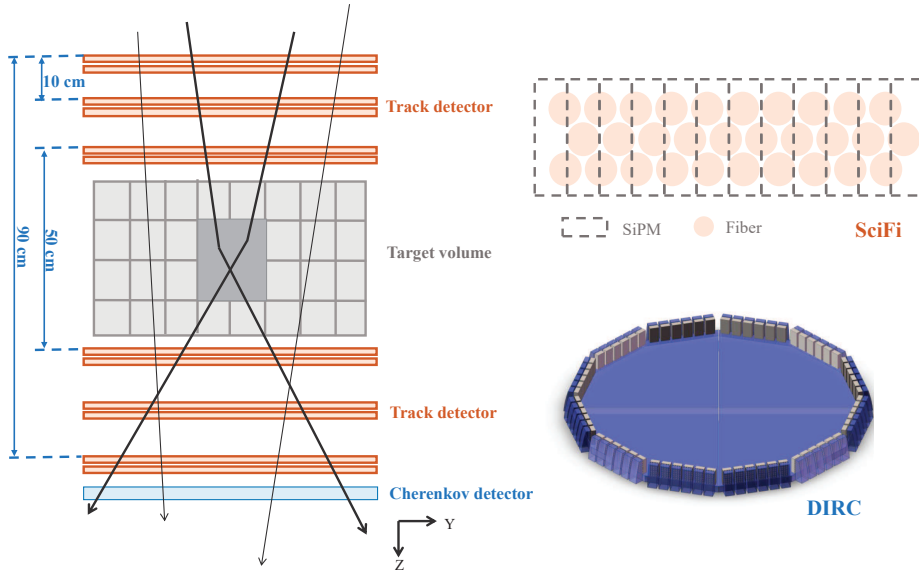 10 cm
Track detector
90 cm
50 cm
Target volume
Track detector
Cherenkov detector
Y
Z
SiPM
Fiber
SciFi
DIRC